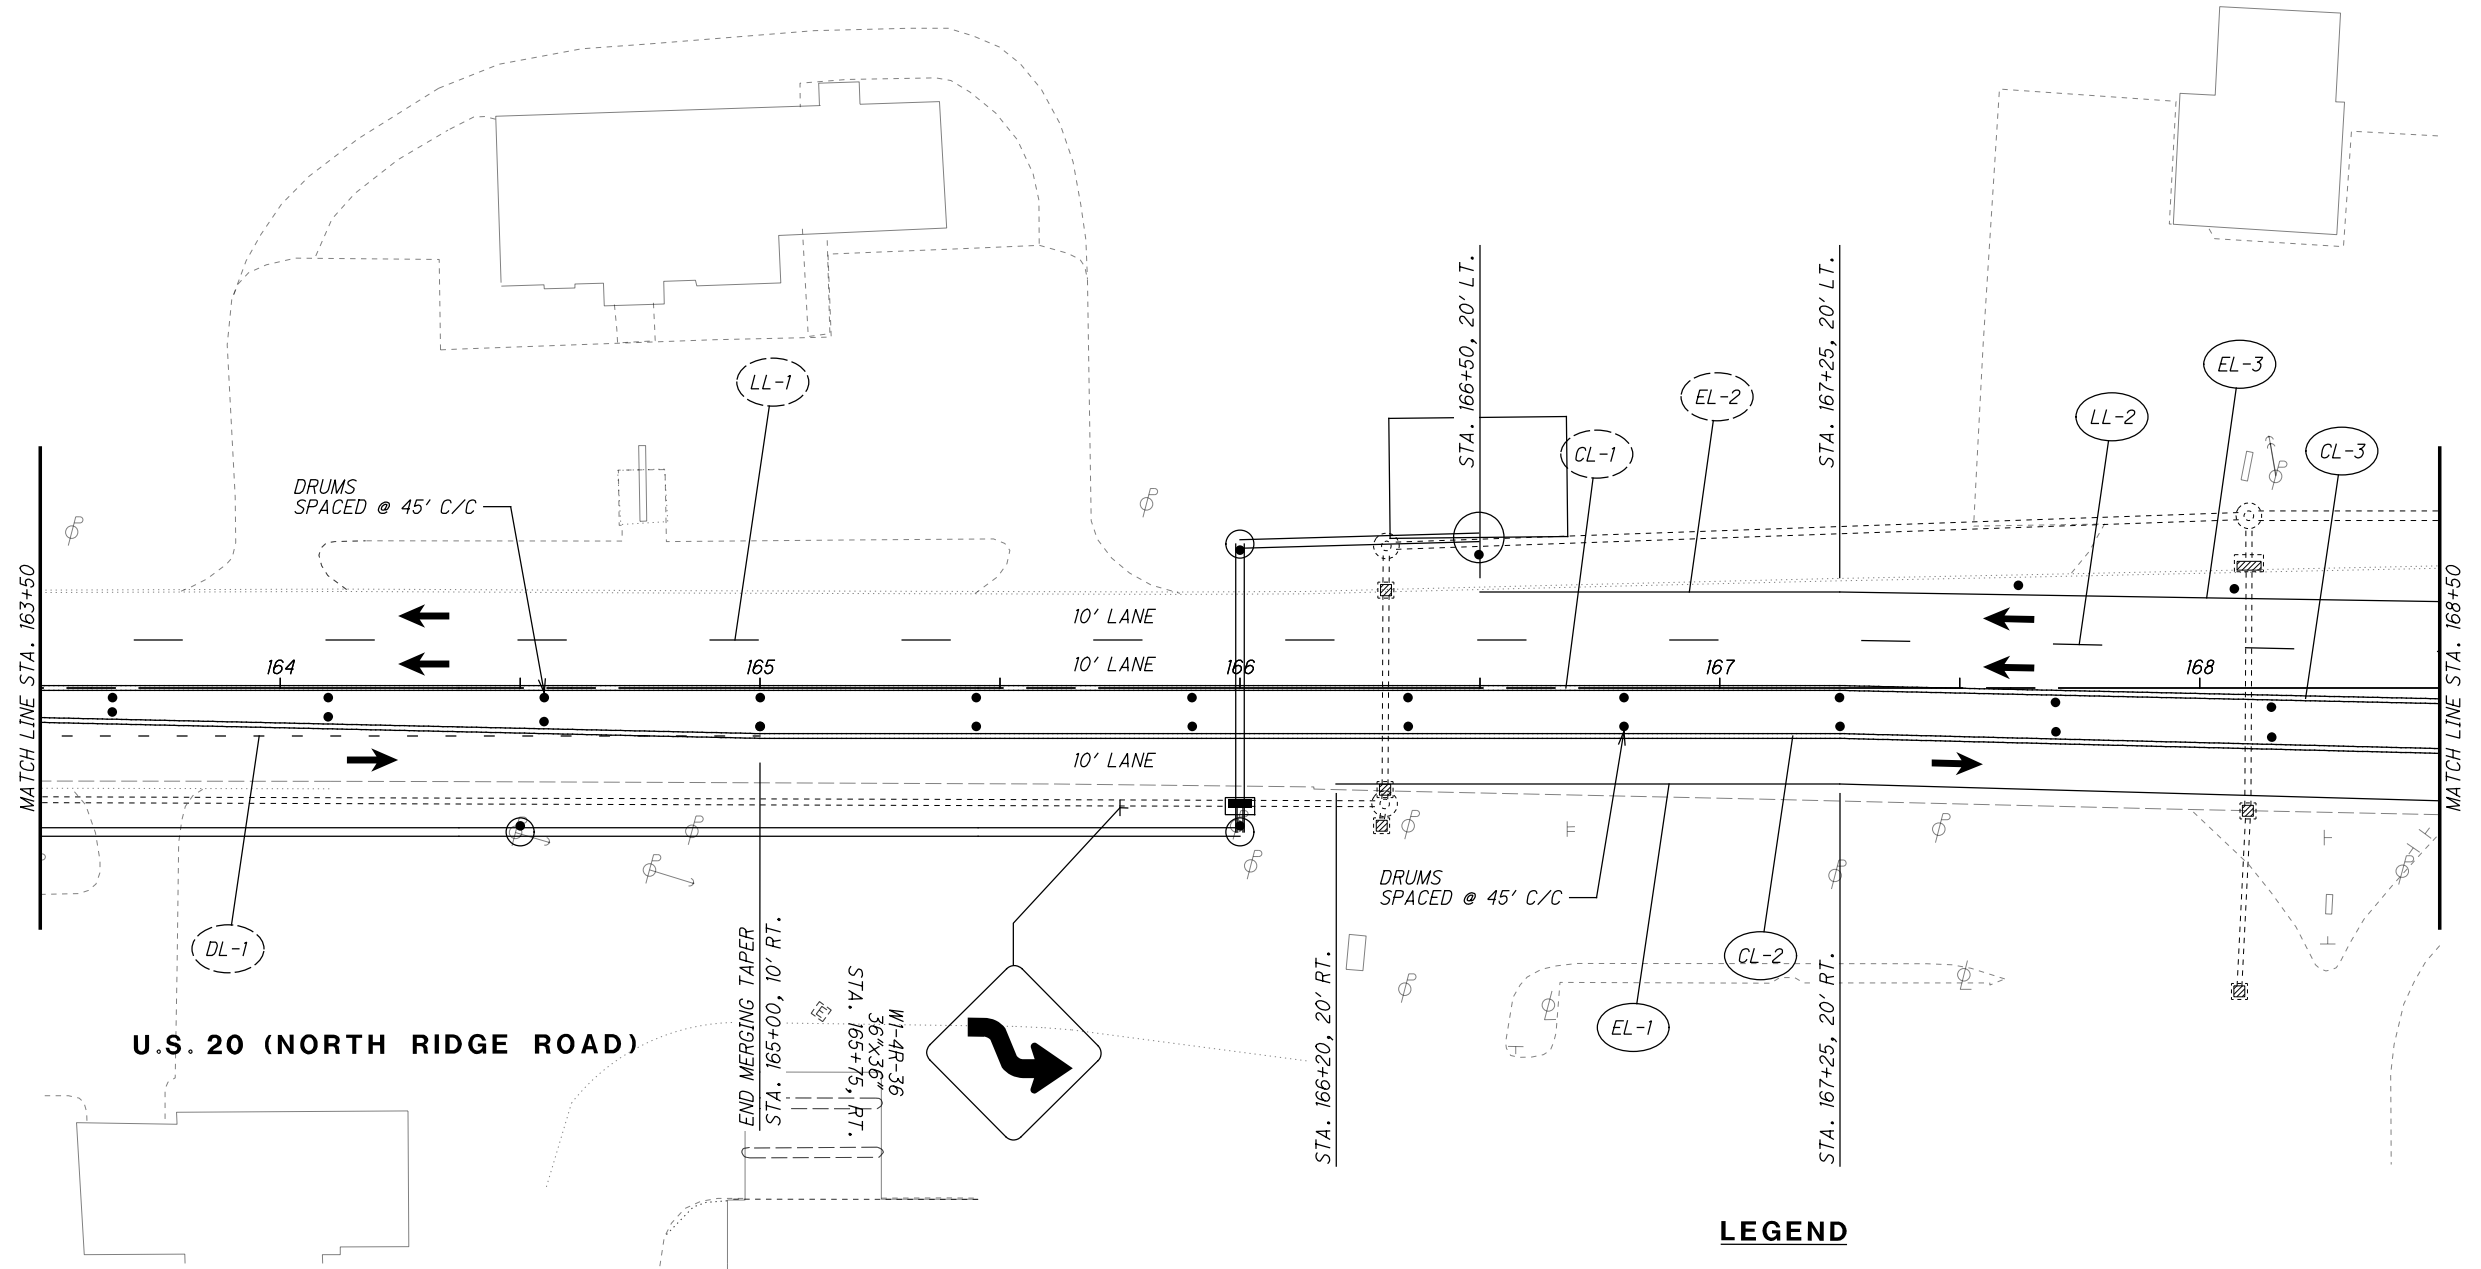 STA. 166+50, 20' LT.
STA. 167+25, 20' LT.
LL-1
EL-2
EL-3
LL-2
CL-1
CL-3
DRUMS
SPACED @ 45' C/C
MATCH LINE STA. 163+50
MATCH LINE STA. 168+50
10' LANE
10' LANE
164
165
166
167
168
10' LANE
DRUMS
SPACED @ 45' C/C
DL-1
CL-2
EL-1
END MERGING TAPER
STA. 165+00, 10' RT.
W1-4R-36
36"x36"
STA. 165+75, RT.
STA. 166+20, 20' RT.
STA. 167+25, 20' RT.
E
U.S. 20 (NORTH RIDGE ROAD)
LEGEND